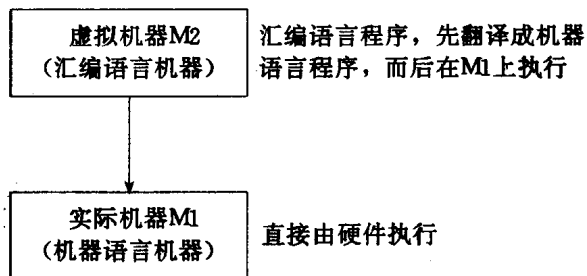 虚拟机器M2
（汇编语言机器）
汇编语言程序，先翻译成机器
语言程序，而后在M1上执行
实际机器M1
（机器语言机器）
直接由硬件执行